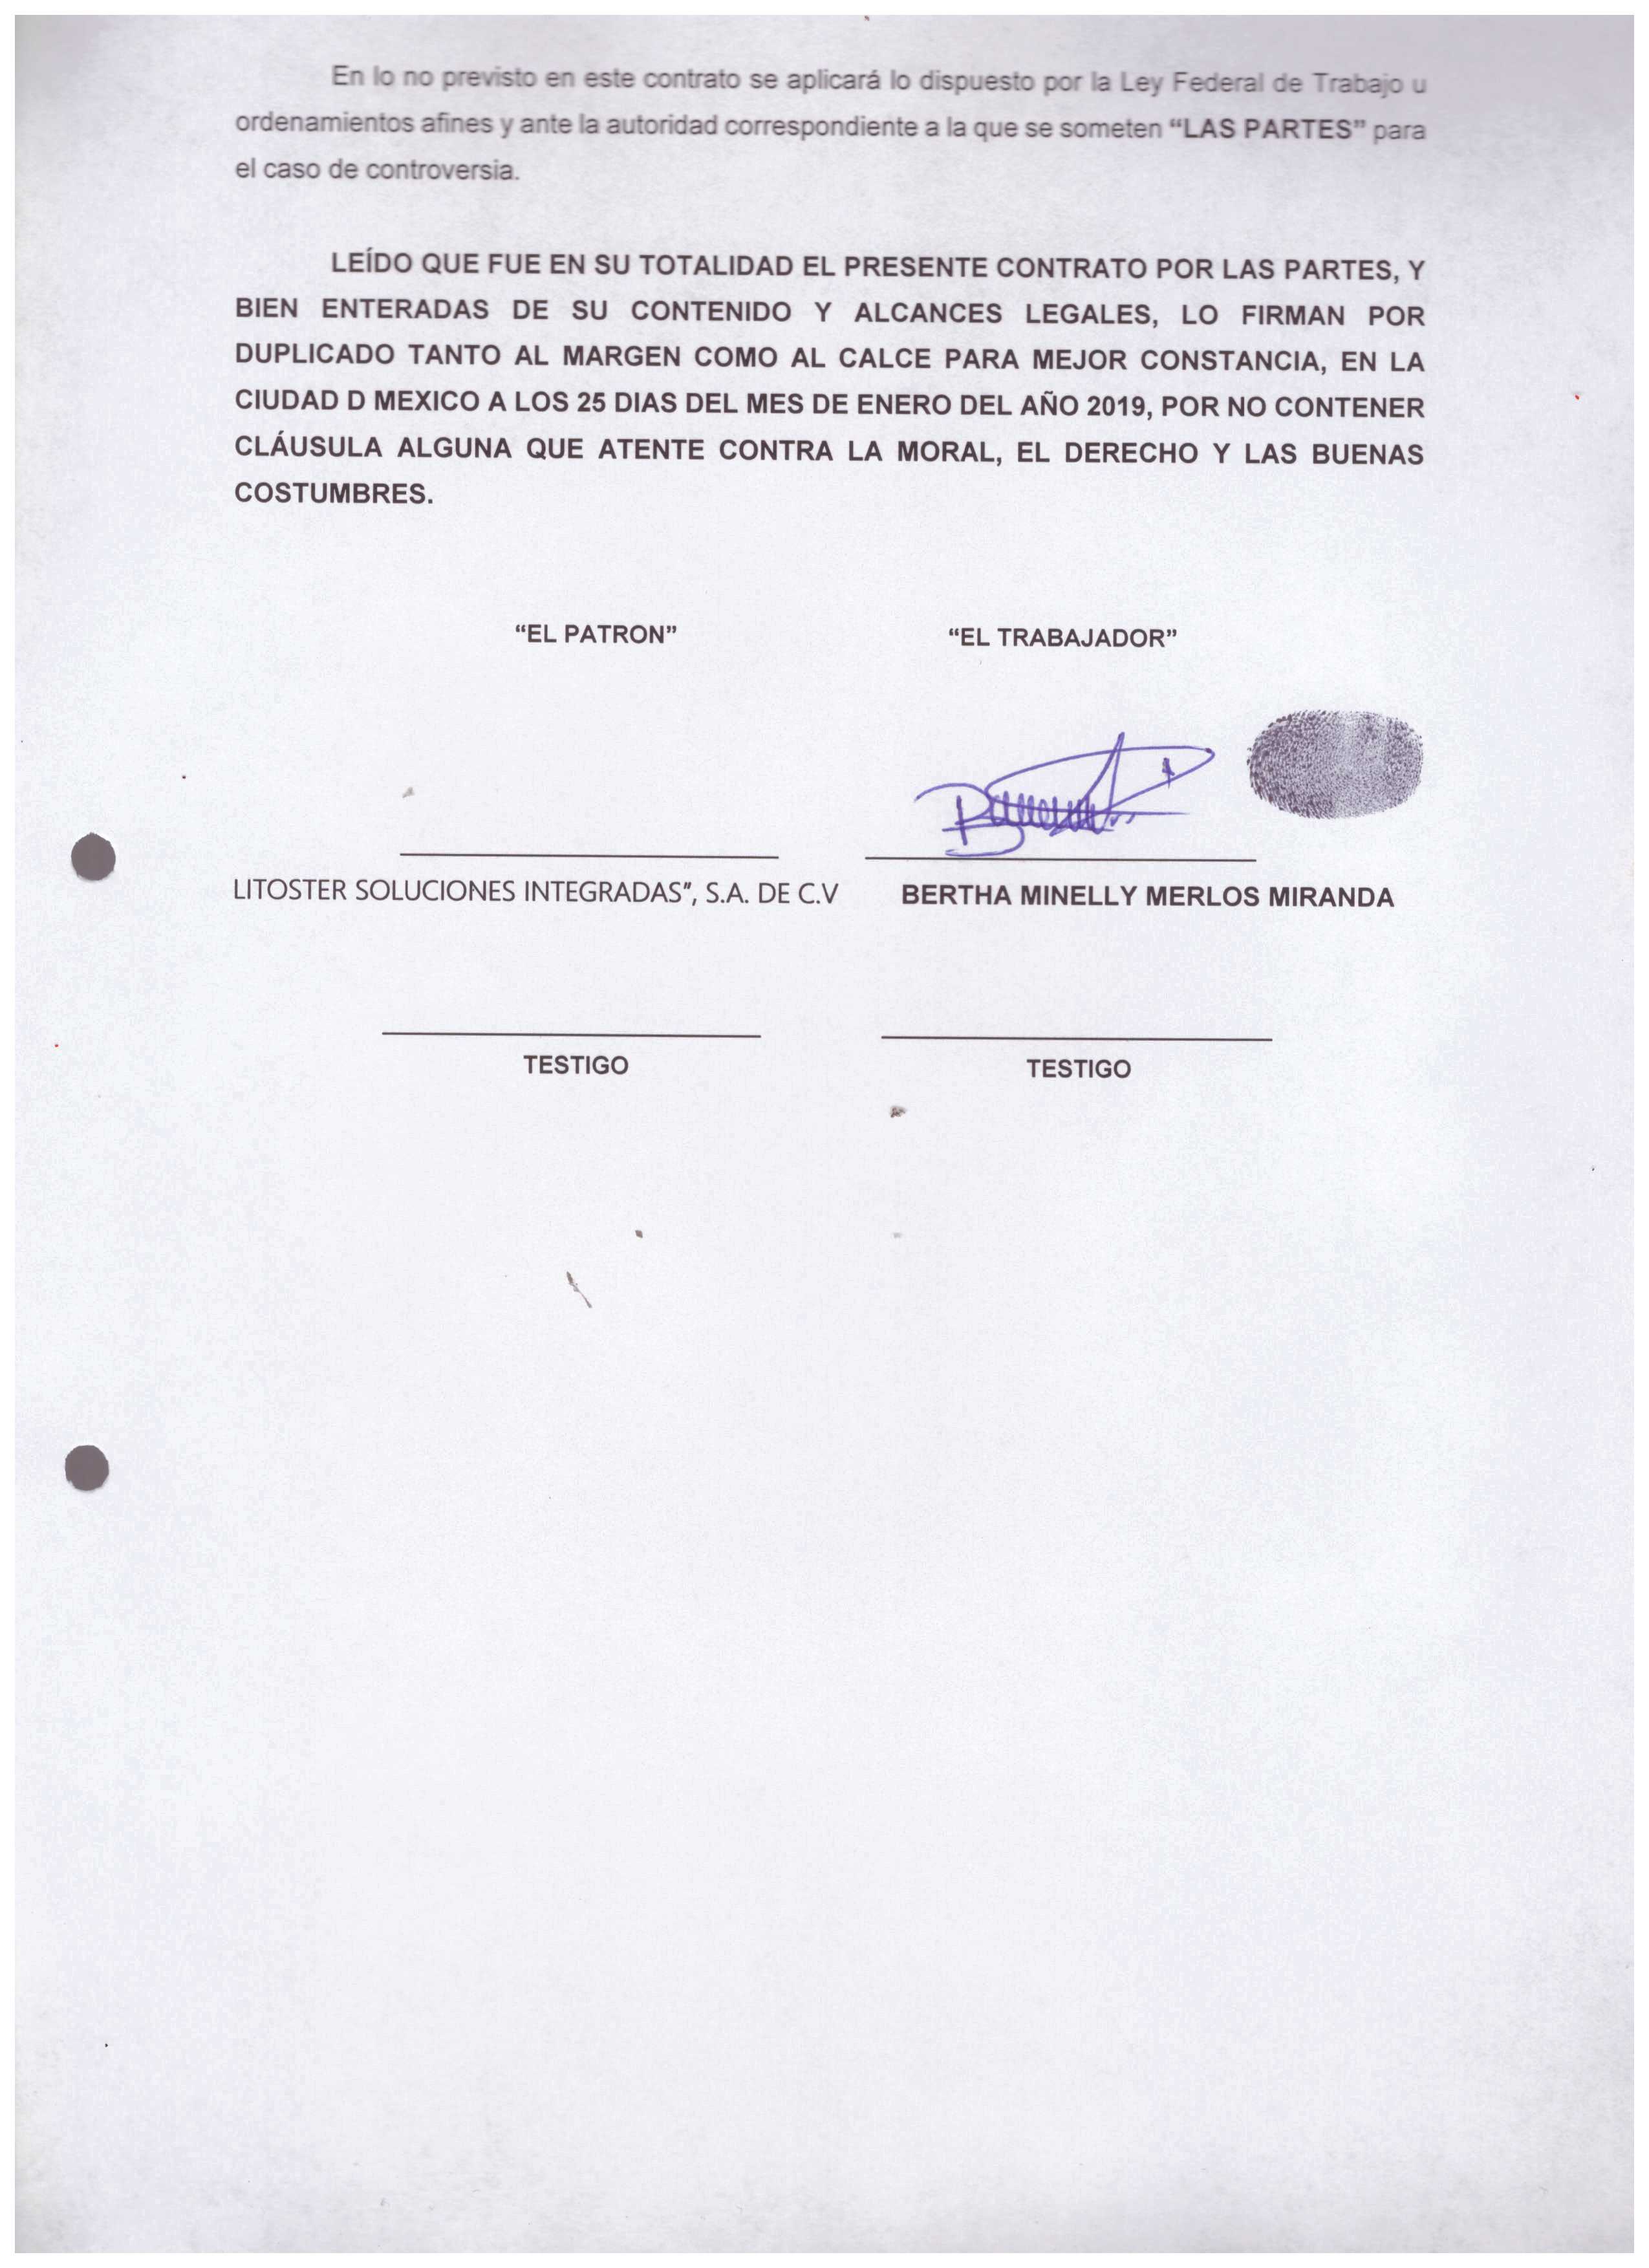 En lo no previsto en este contrato se aplicará lo dispuesto por la Ley Federal de Trabajo u
ordenamientos afines y ante la autoridad correspondiente a la que se someten “LAS PARTES” para
el caso de controversia.
LEÍDO QUE FUE EN SU TOTALIDAD EL PRESENTE CONTRATO POR LAS PARTES, Y
BIEN ENTERADAS DE SU CONTENIDO Y ALCANCES LEGALES, LO FIRMAN POR
DUPLICADO TANTO AL MARGEN COMO AL CALCE PARA MEJOR CONSTANCIA, EN LA
CIUDAD D MEXICO A LOS 25 DIAS DEL MES DE ENERO DEL AÑO 2019, POR NO CONTENER
CLÁUSULA ALGUNA QUE ATENTE CONTRA LA MORAL, EL DERECHO Y LAS BUENAS
COSTUMBRES.
“EL PATRON” “EL TRABAJADOR”
LITOSTER SOLUCIONES INTEGRADAS”, S.A. DE C.V BERTHA MINELLY MERLOS MIRANDA
TESTIGO TESTIGO